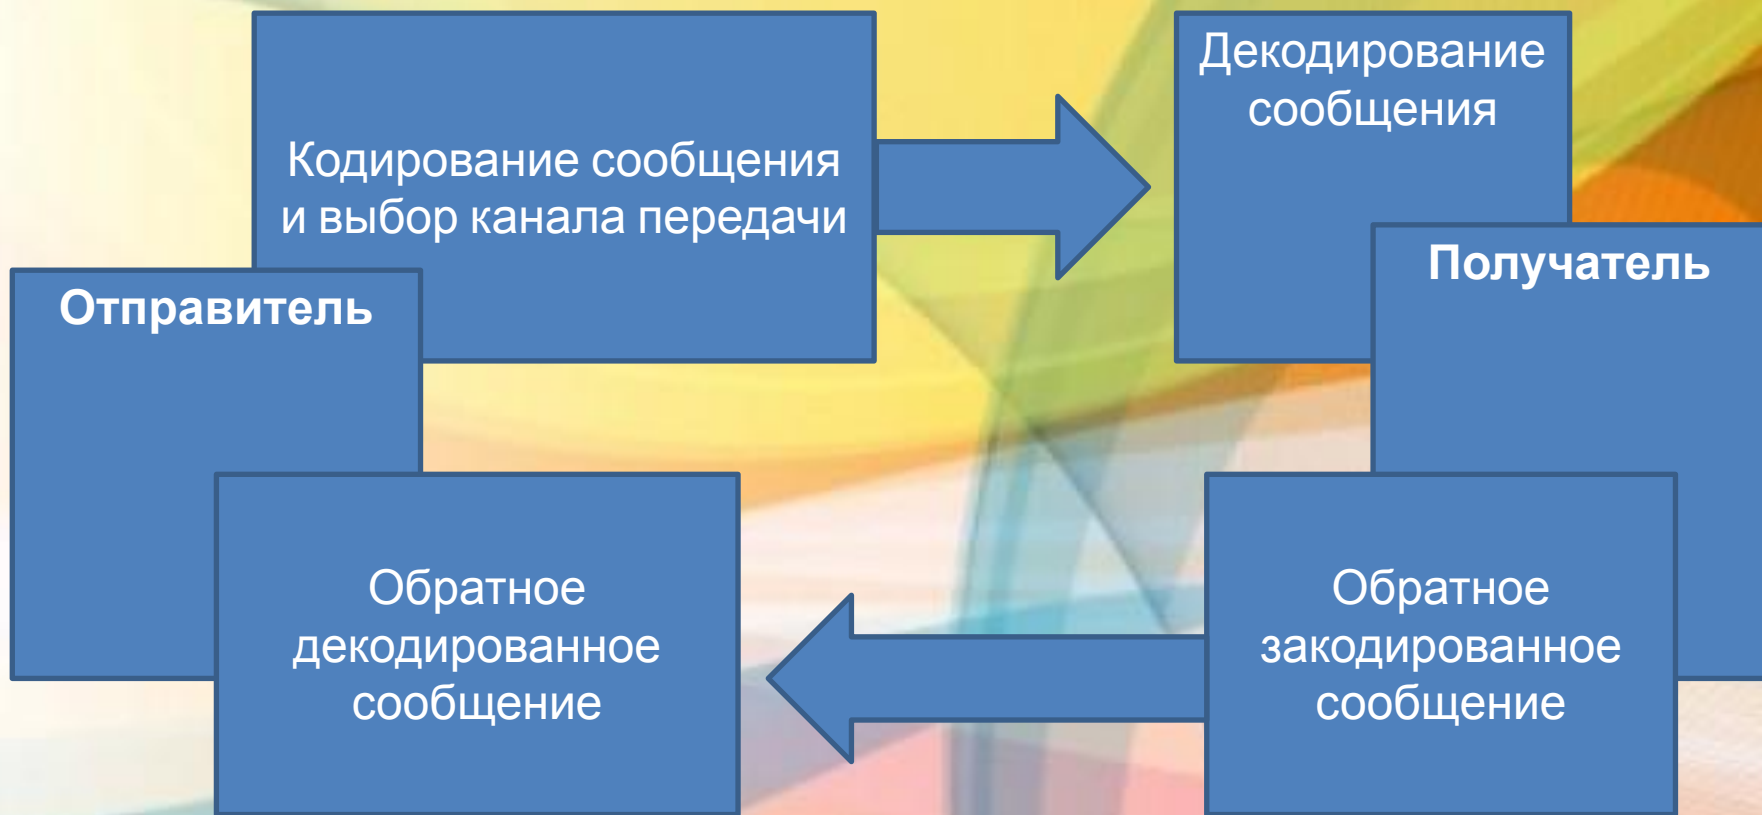 Кодирование сообщения
и выбор канала передачи
Декодирование
сообщения
Отправитель
Получатель
Обратное
декодированное
сообщение
Обратное
закодированное
сообщение